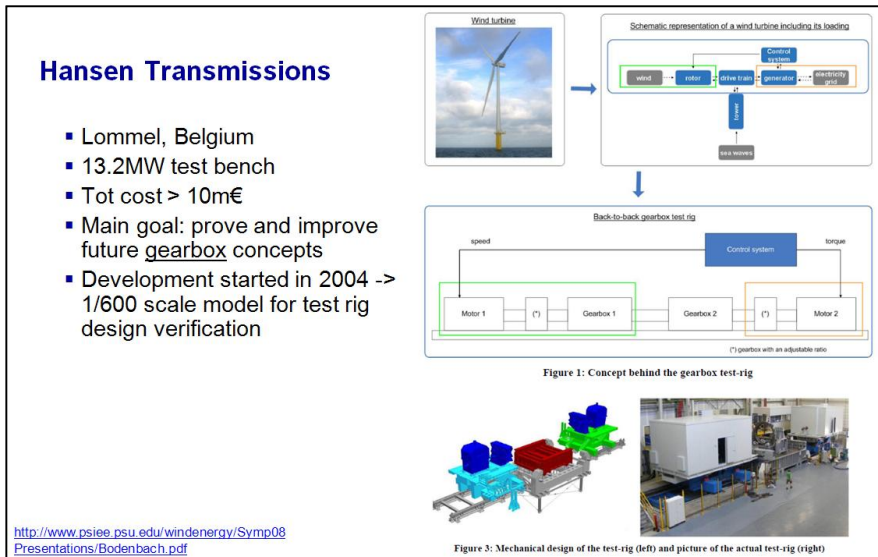 Hansen Transmissions
▪ Lommel, Belgium
▪ 13.2MW test bench
▪ Tot cost > 10m€
▪ Main goal: prove and improve
future gearbox concepts
▪ Development started in 2004 ->
1/600 scale model for test rig
design verification
http://www.psiee.psu.edu/windenergy/Symp08
Presentations/Bodenbach.pdf
Wind turbine
Schematic representation of a wind turbine including its loading
Control
system
wind
rotor
drive train
generator
electricity
grid
tower
sea waves
Back-to-back gearbox test rig
speed
Control system
torque
Motor 1
(*)
Gearbox 1
Gearbox 2
(*)
Motor 2
(*) gearbox with an adjustable ratio
Figure 1: Concept behind the gearbox test-rig
Figure 3: Mechanical design of the test-rig (left) and picture of the actual test-rig (right)